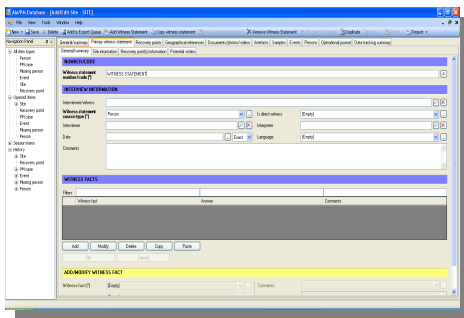 AM/PM Database - [Add/Edit Site - SITE]
File View Tools Window Help
New Save Delete Add to Export Queue Add Witness Statement Copy witness statement Remove Witness Statement Duplicate Report
Navigation Panel
General/summary Primary witness statement Recovery points Geographical references Documents/photos/videos Artefacts Samples Events Persons Operational journal Data tracking summary
General/summary Site information Recovery point(s) information Potential victims
All item types
Person
PM case
Missing person
Event
Site
Recovery point
Opened items
Site
Recovery point
PM case
Event
Missing person
Person
Session items
History
Site
Recovery point
PM case
Event
Missing person
Person
NUMBER/CODE
Witness statement number/code (*)
WITNESS STATEMENT
INTERVIEW INFORMATION
Interviewee/witness
Witness statement source type (*) Person Is direct witness [Empty]
Interviewer Interpreter
Date Exact Language [Empty]
Comments
WITNESS FACTS
Filters
Witness fact Answer Comments
Add Modify Delete Copy Paste
OK Cancel
ADD/MODIFY WITNESS FACT
Witness fact (*) [Empty] Comments